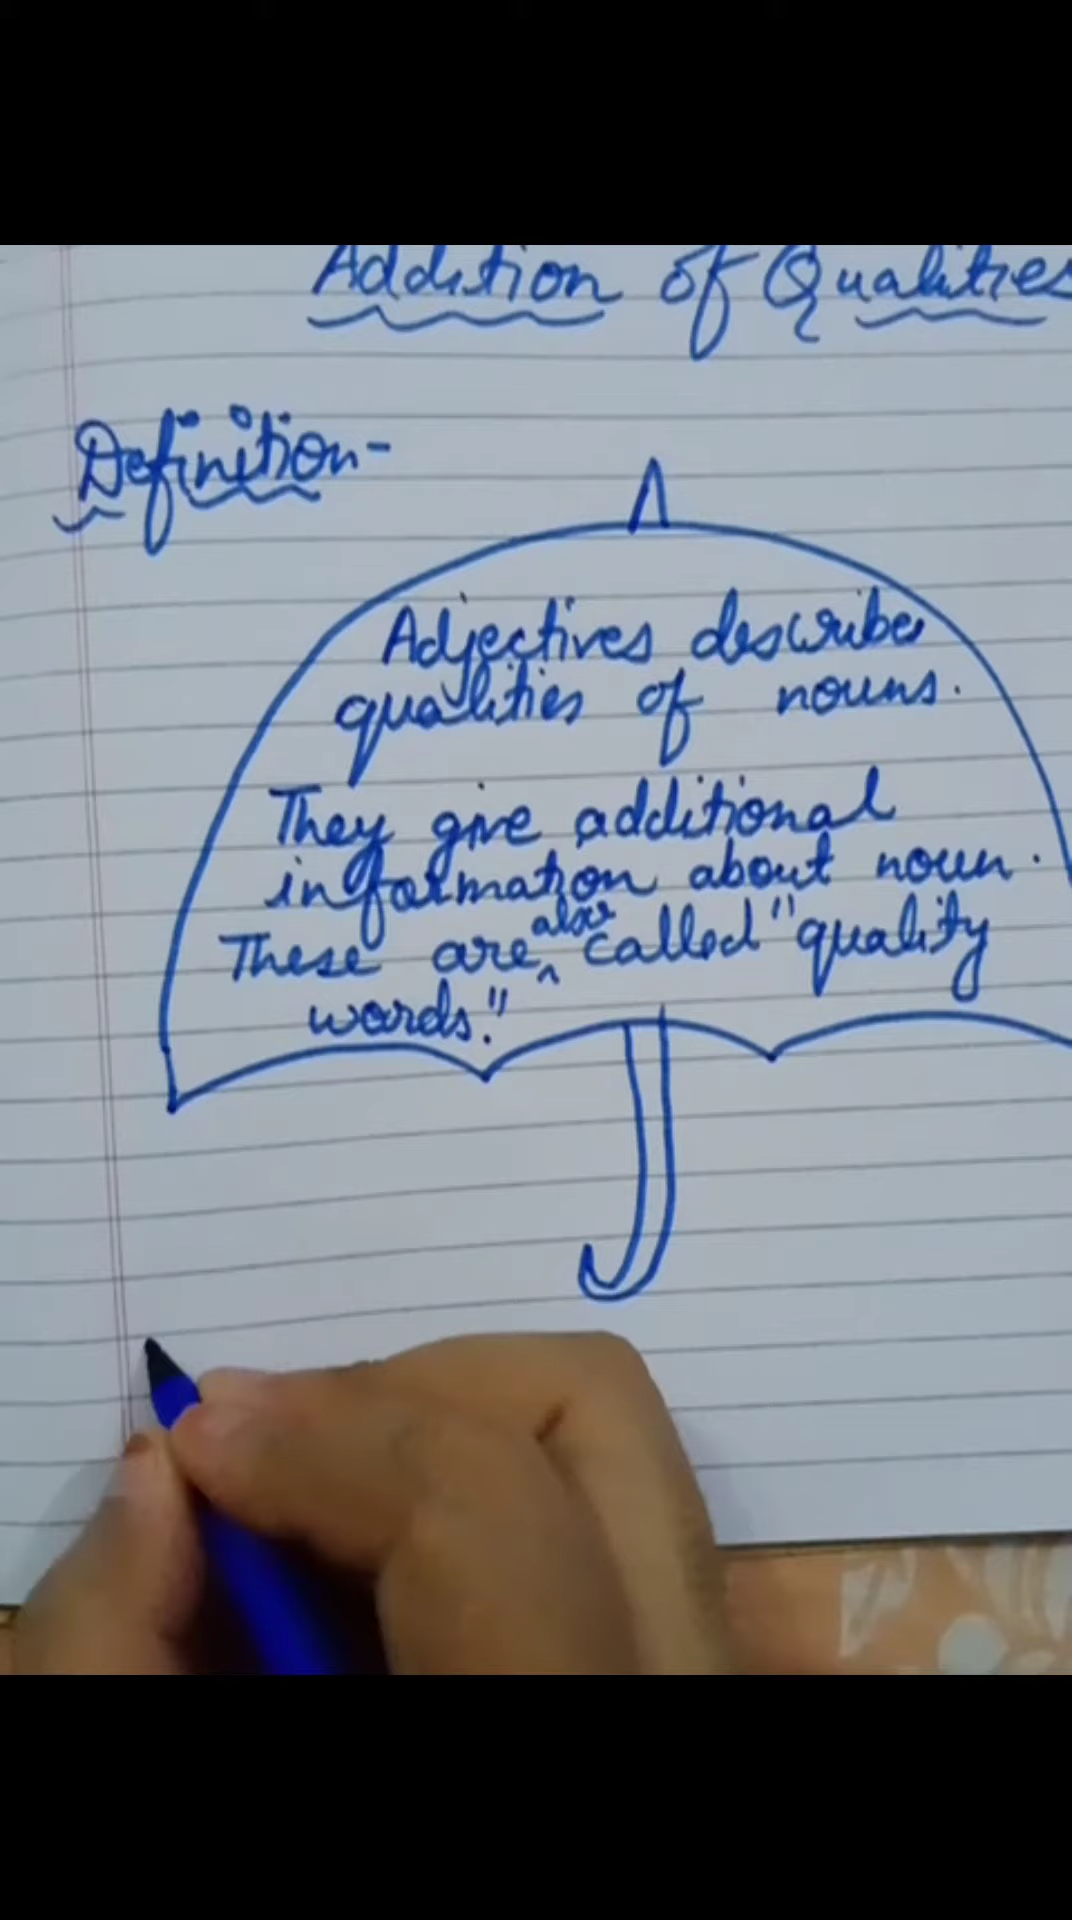 Addition of Qualities
Definition-
Adjectives describes
qualities of nouns.
They give additional
information about noun.
These are also called "quality
words."